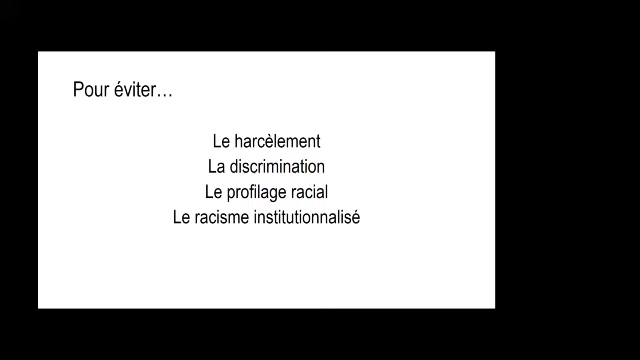 Pour éviter…
Le harcèlement
La discrimination
Le profilage racial
Le racisme institutionnalisé